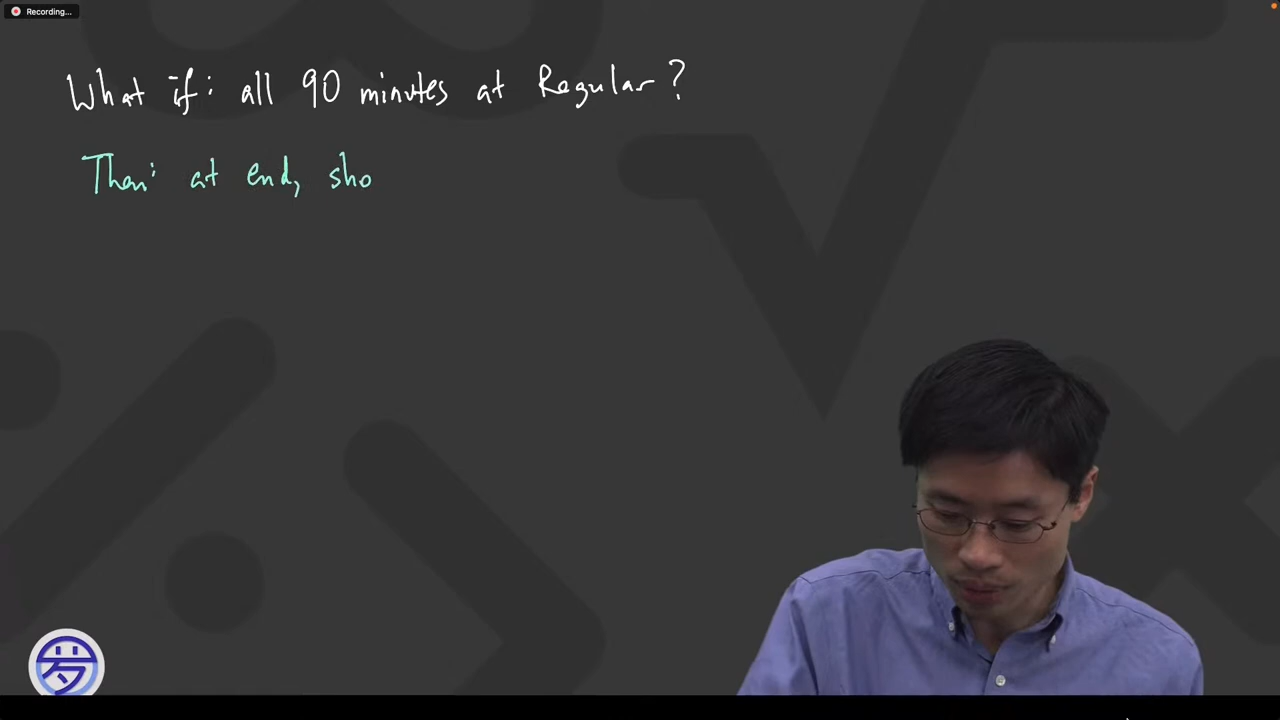 Recording...
What if: all 90 minutes at Regular?
Then: at end, sho